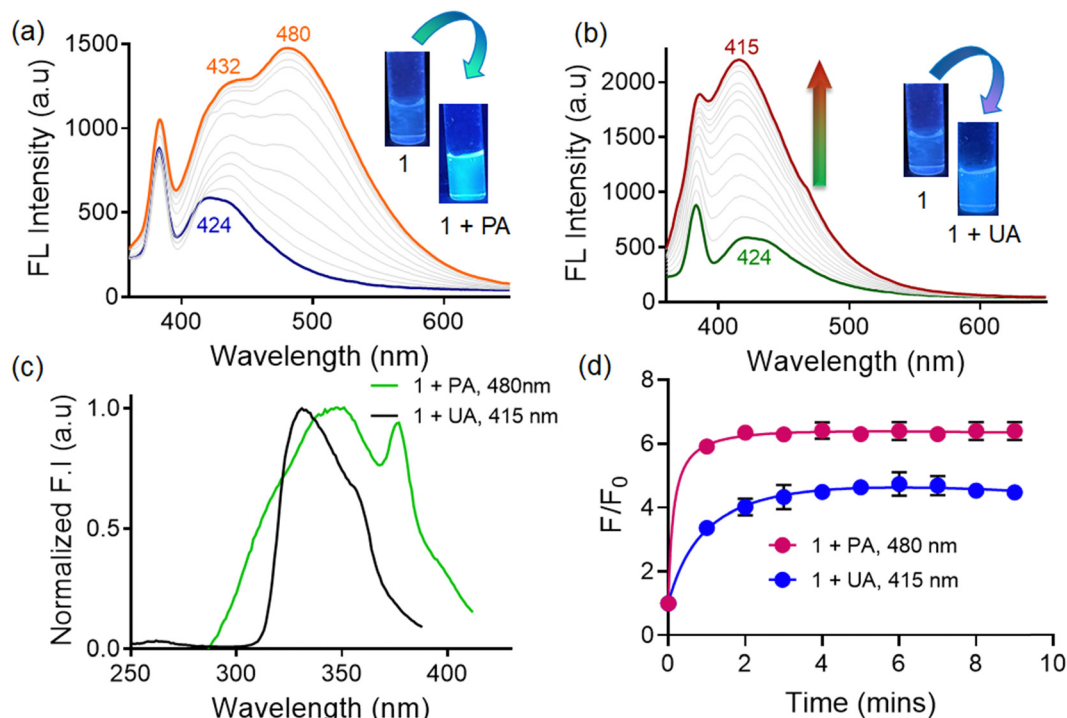 (a)
1500
1000
500
0
FL Intensity (a.u)
432
480
424
1
1 + PA
400
500
600
Wavelength (nm)
(b)
2000
1500
1000
500
0
FL Intensity (a.u)
415
424
1
1 + UA
400
500
600
Wavelength (nm)
(c)
1 + PA, 480nm
1 + UA, 415 nm
1.0
0.5
0.0
Normalized F.I (a.u)
250
300
350
400
Wavelength (nm)
(d)
8
6
4
2
0
F/F₀
1 + PA, 480 nm
1 + UA, 415 nm
0
2
4
6
8
10
Time (mins)